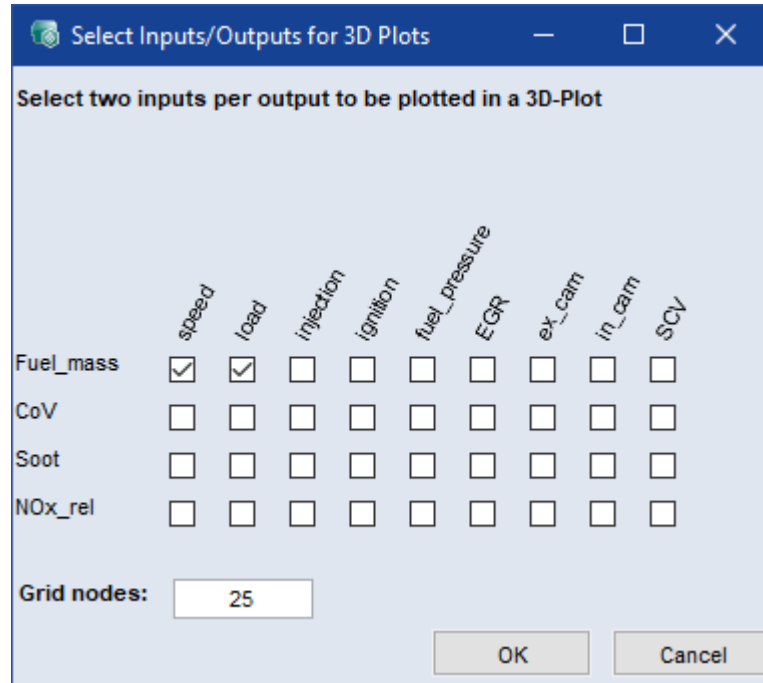 Select Inputs/Outputs for 3D Plots
Select two inputs per output to be plotted in a 3D-Plot
speed load injection ignition fuel_pressure EGR ex_cam in_cam SCV
Fuel_mass
CoV
Soot
NOx_rel
Grid nodes: 25
OK Cancel